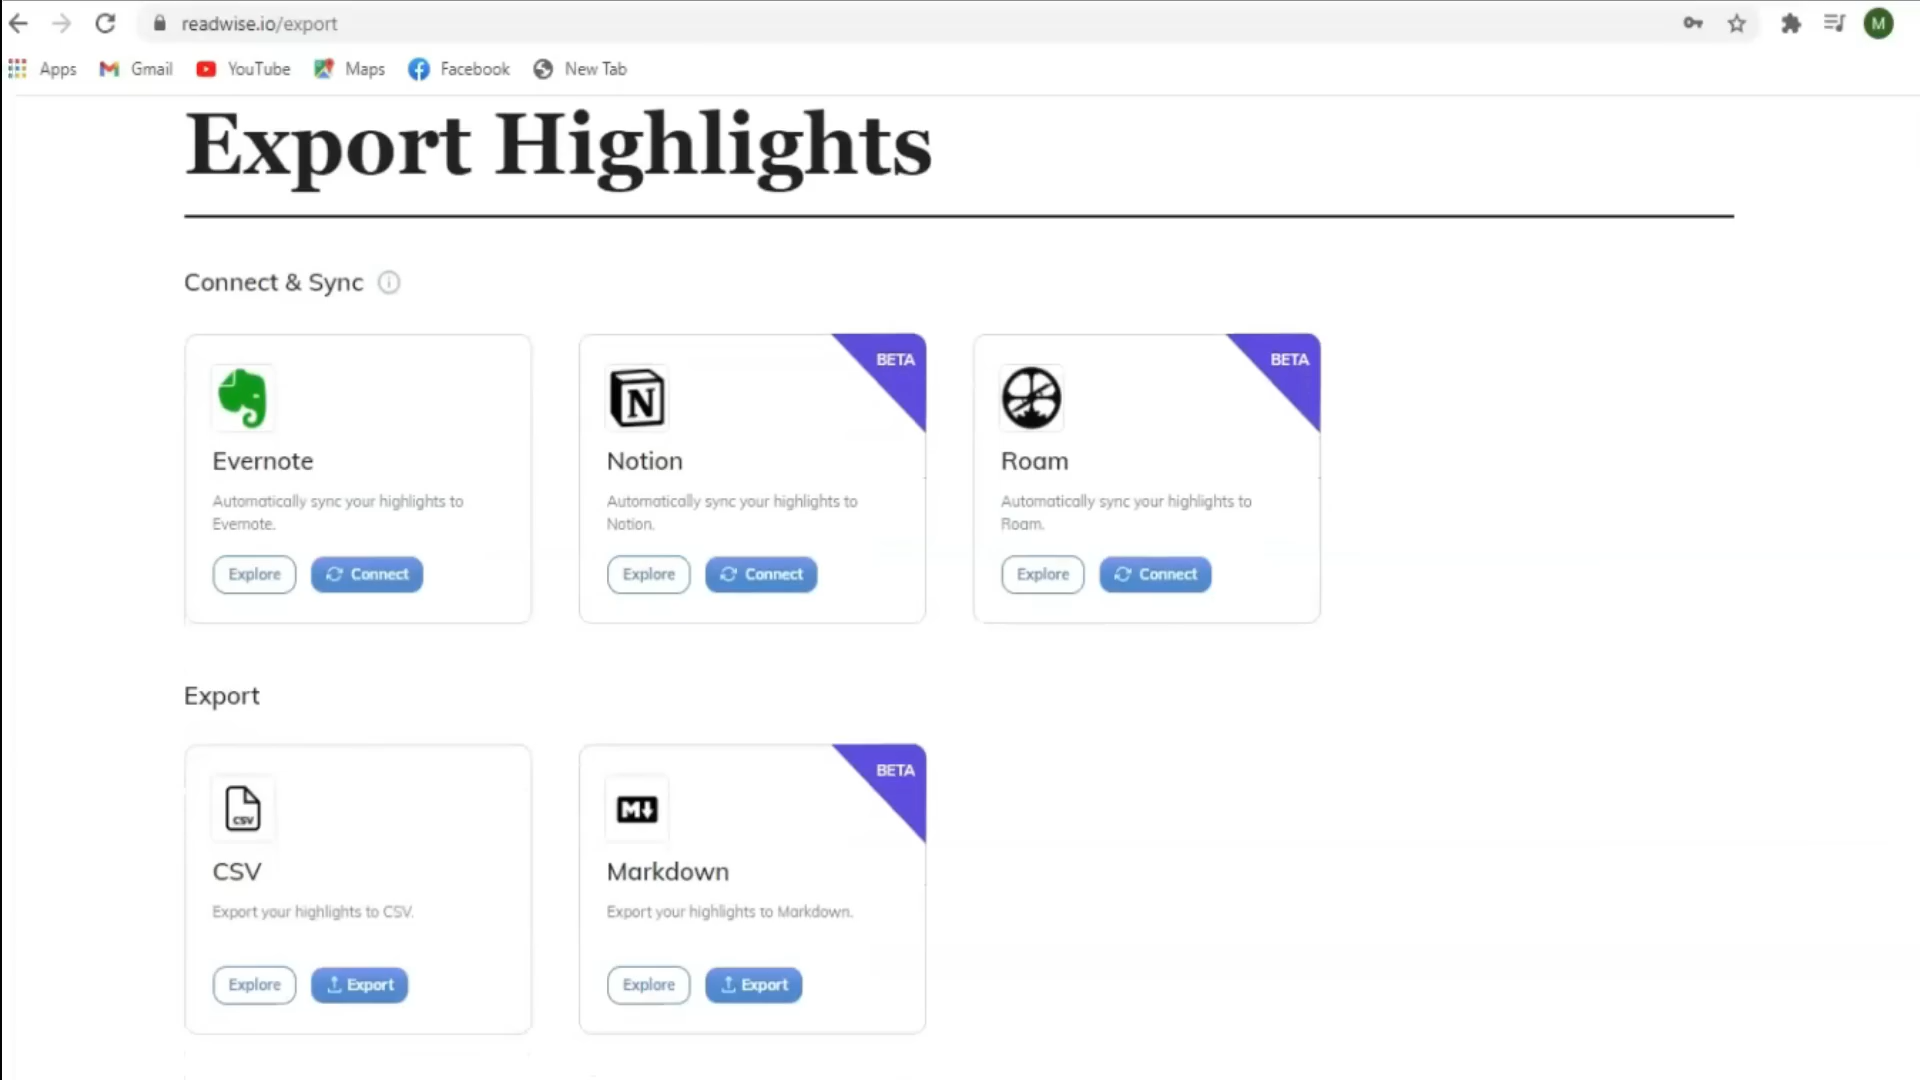 readwise.io/export
M
Apps Gmail YouTube Maps Facebook New Tab
Export Highlights
Connect & Sync
BETA
BETA
N
Evernote
Automatically sync your highlights to
Evernote.
Explore Connect
Notion
Automatically sync your highlights to
Notion.
Explore Connect
Roam
Automatically sync your highlights to
Roam.
Explore Connect
Export
BETA
CSV
CSV
Export your highlights to CSV.
Explore Export
M
Markdown
Export your highlights to Markdown.
Explore Export